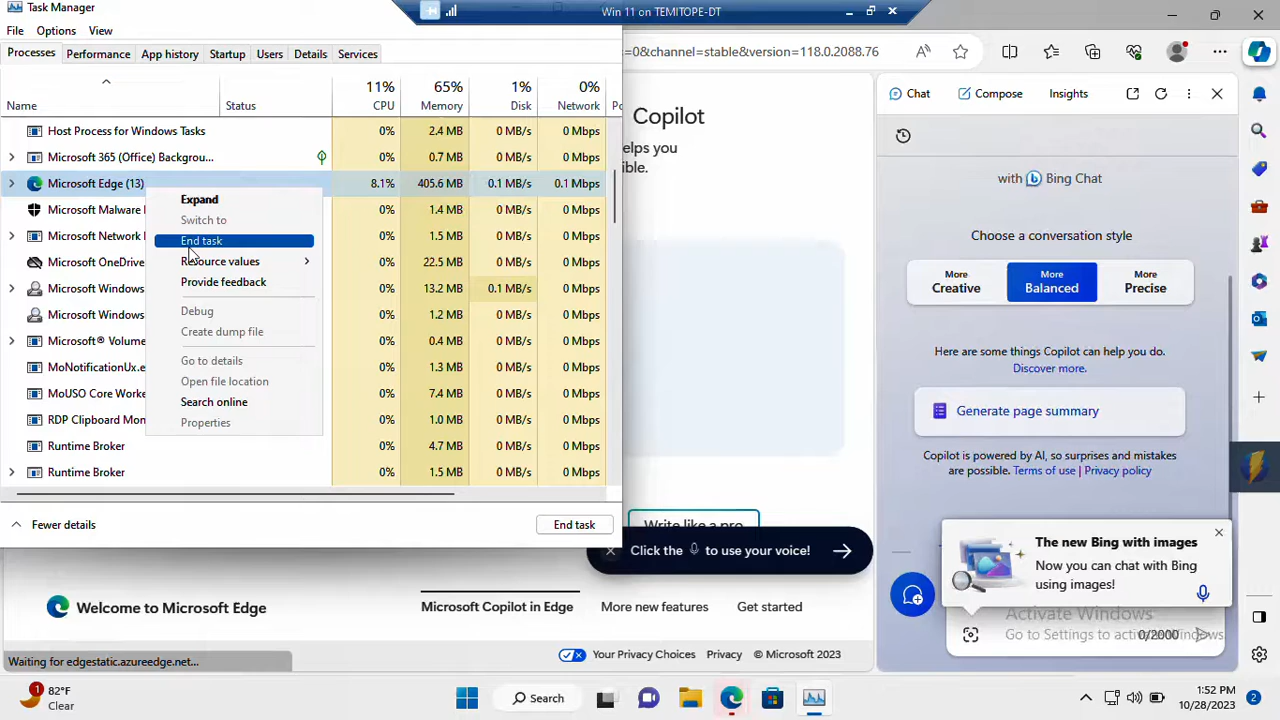 Task Manager
Win 11 on TEMITOPE-DT
File Options View
Processes Performance App history Startup Users Details Services
=0&channel=stable&version=118.0.2088.76
11% 65% 1% 0%
Name Status CPU Memory Disk Network Po
Host Process for Windows Tasks 0% 2.4 MB 0 MB/s 0 Mbps
Microsoft 365 (Office) Backgrou... 0% 0.7 MB 0 MB/s 0 Mbps
Microsoft Edge (13) 8.1% 405.6 MB 0.1 MB/s 0.1 Mbps
Microsoft Malware 0% 1.4 MB 0 MB/s 0 Mbps
Microsoft Network 0% 1.5 MB 0 MB/s 0 Mbps
Microsoft OneDrive 0% 22.5 MB 0 MB/s 0 Mbps
Microsoft Windows 0% 13.2 MB 0.1 MB/s 0 Mbps
Microsoft Windows 0% 1.2 MB 0 MB/s 0 Mbps
Microsoft® Volume 0% 0.4 MB 0 MB/s 0 Mbps
MoNotificationUx.e 0% 1.3 MB 0 MB/s 0 Mbps
MoUSO Core Worke 0% 7.4 MB 0 MB/s 0 Mbps
RDP Clipboard Mon 0% 1.0 MB 0 MB/s 0 Mbps
Runtime Broker 0% 4.7 MB 0 MB/s 0 Mbps
Runtime Broker 0% 1.5 MB 0 MB/s 0 Mbps
Expand
Switch to
End task
Resource values
Provide feedback
Debug
Create dump file
Go to details
Open file location
Search online
Properties
Fewer details
End task
Copilot
elps you
ible.
Write like a pro
Click the to use your voice!
Welcome to Microsoft Edge
Microsoft Copilot in Edge More new features Get started
Waiting for edgestatic.azureedge.net...
Your Privacy Choices Privacy © Microsoft 2023
Chat Compose Insights
with Bing Chat
Choose a conversation style
More Creative
More Balanced
More Precise
Here are some things Copilot can help you do.
Discover more.
Generate page summary
Copilot is powered by AI, so surprises and mistakes
are possible. Terms of use | Privacy policy
The new Bing with images
Now you can chat with Bing
using images!
Activate Windows
Go to Settings to activate Windows.
0/2000
1
82°F
Clear
Search
1:52 PM
10/28/2023
2